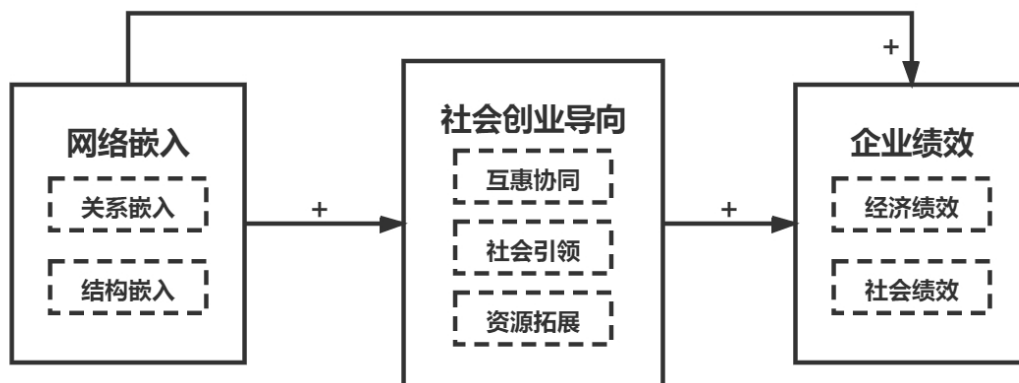 +
网络嵌入
关系嵌入
结构嵌入
+
社会创业导向
互惠协同
社会引领
资源拓展
+
企业绩效
经济绩效
社会绩效